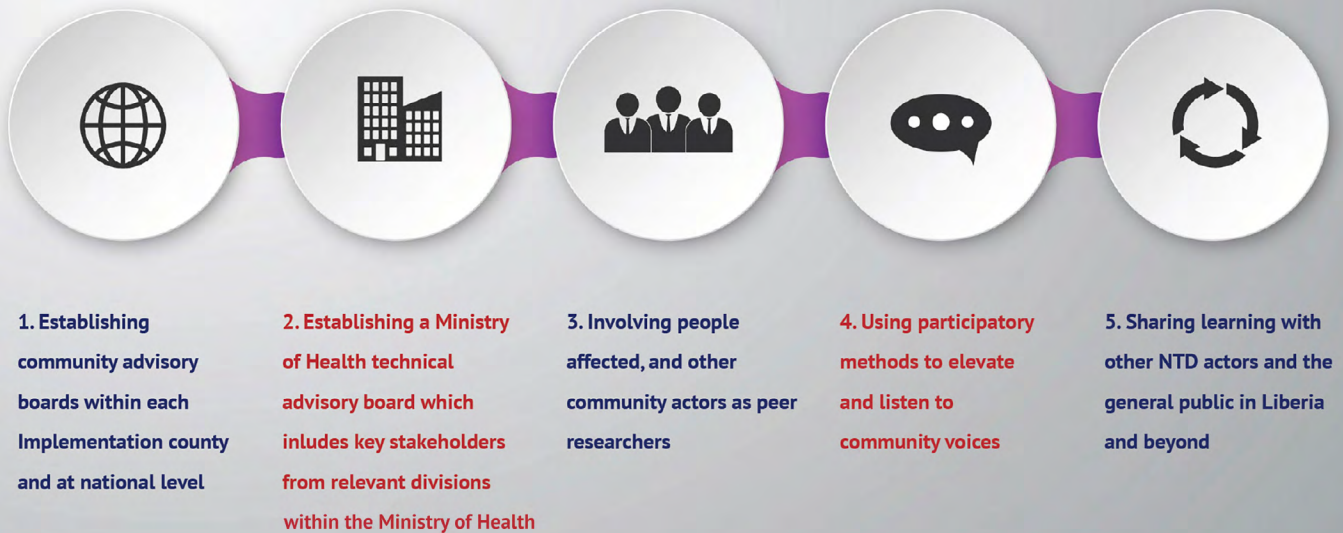 1. Establishing
community advisory
boards within each
Implementation county
and at national level
2. Establishing a Ministry
of Health technical
advisory board which
inludes key stakeholders
from relevant divisions
within the Ministry of Health
3. Involving people
affected, and other
community actors as peer
researchers
4. Using participatory
methods to elevate
and listen to
community voices
5. Sharing learning with
other NTD actors and the
general public in Liberia
and beyond